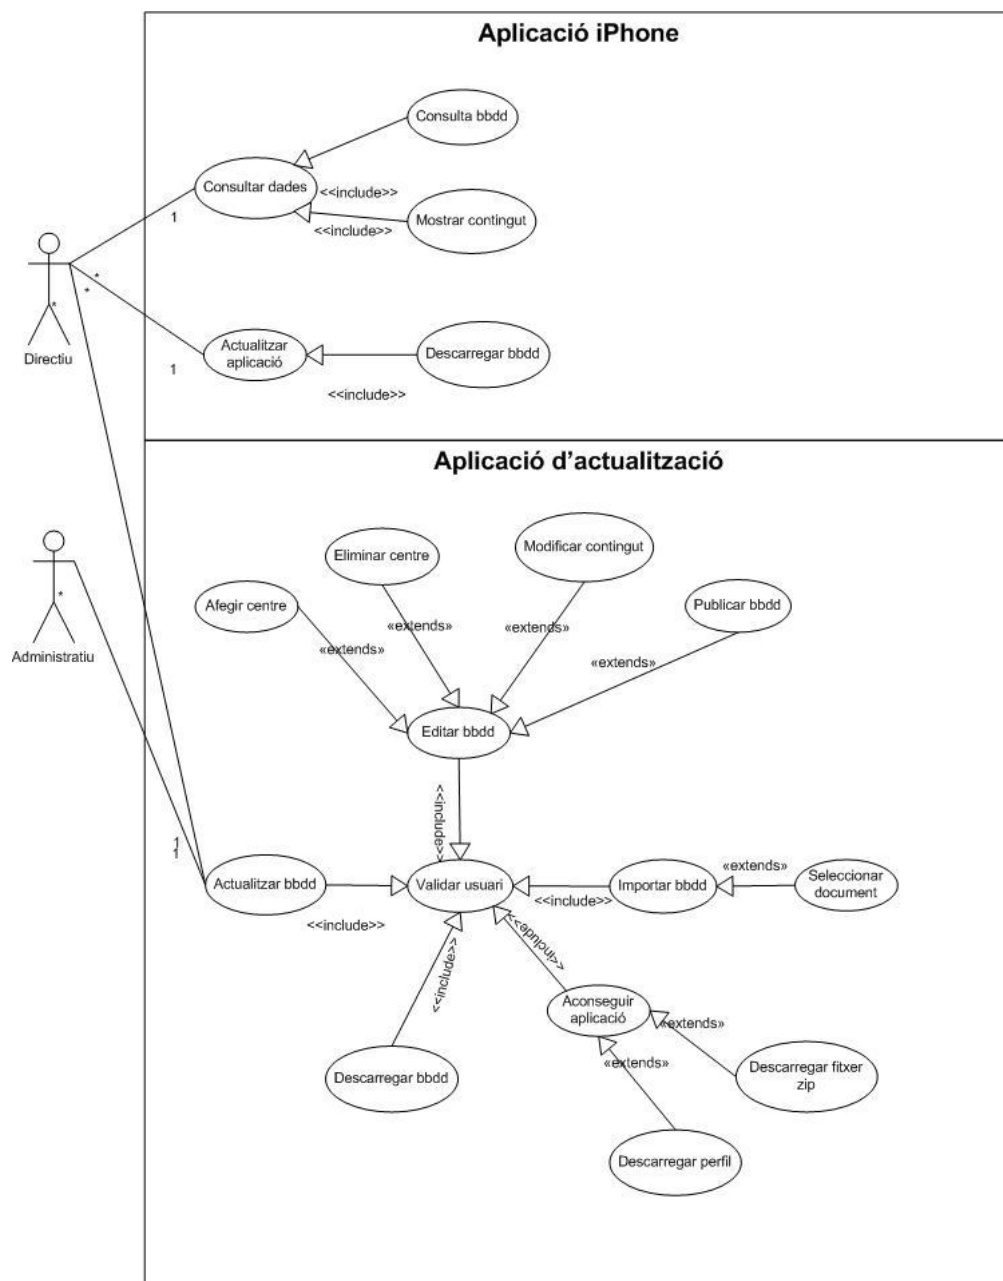 Aplicació iPhone
Consulta bbdd
Consultar dades
<<include>>
Mostrar contingut
<<include>>
1
*
*
*
Directiu
Actualitzar
aplicació
Descarregar bbdd
1
<<include>>
Aplicació d'actualització
Eliminar centre
Modificar contingut
Afegir centre
Publicar bbdd
«extends»
«extends»
«extends»
«extends»
*
Administratiu
Editar bbdd
<<include>>
1
1
Actualitzar bbdd
Validar usuari
Importar bbdd
«extends»
Seleccionar
document
<<include>>
<<include>>
<<include>>
<<include>>
Aconseguir
aplicació
«extends»
«extends»
Descarregar bbdd
Descarregar fitxer
zip
Descarregar perfil